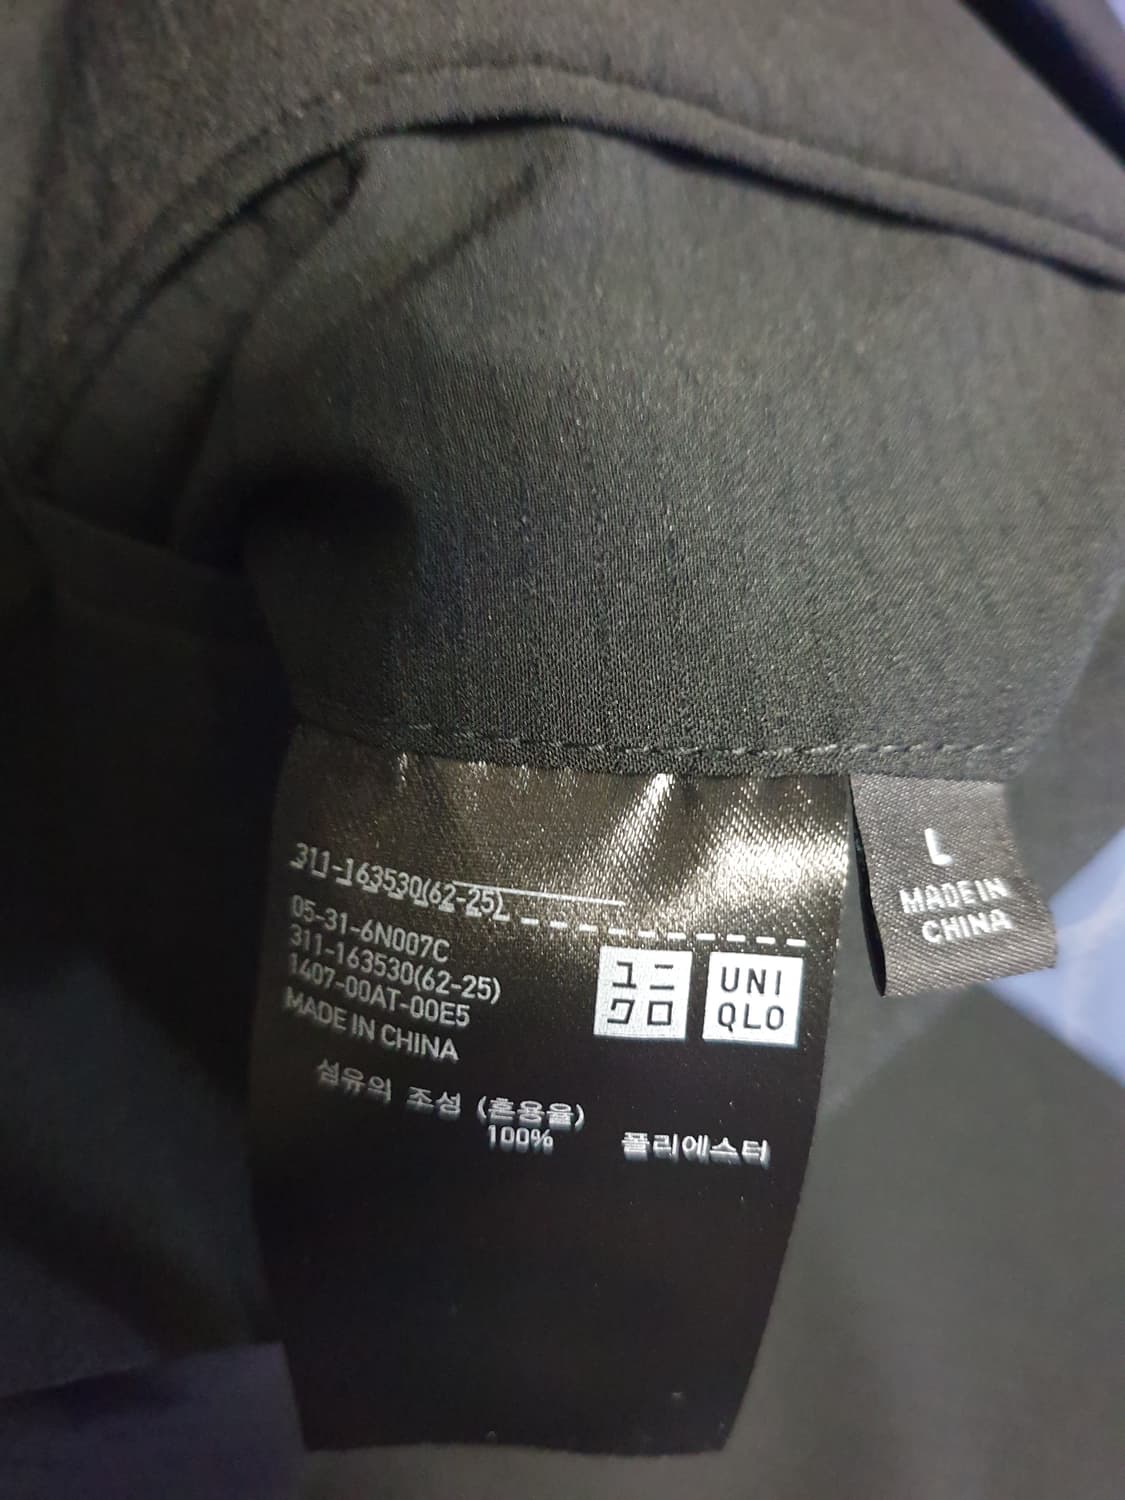 311-163530(62-25)
05-31-6N007C
311-163530(62-25)
1407-00AT-00E5
MADE IN CHINA
ユニ
クロ
UNI
QLO
섬유의 조성 (혼용율)
100% 폴리에스터
L
MADE IN
CHINA